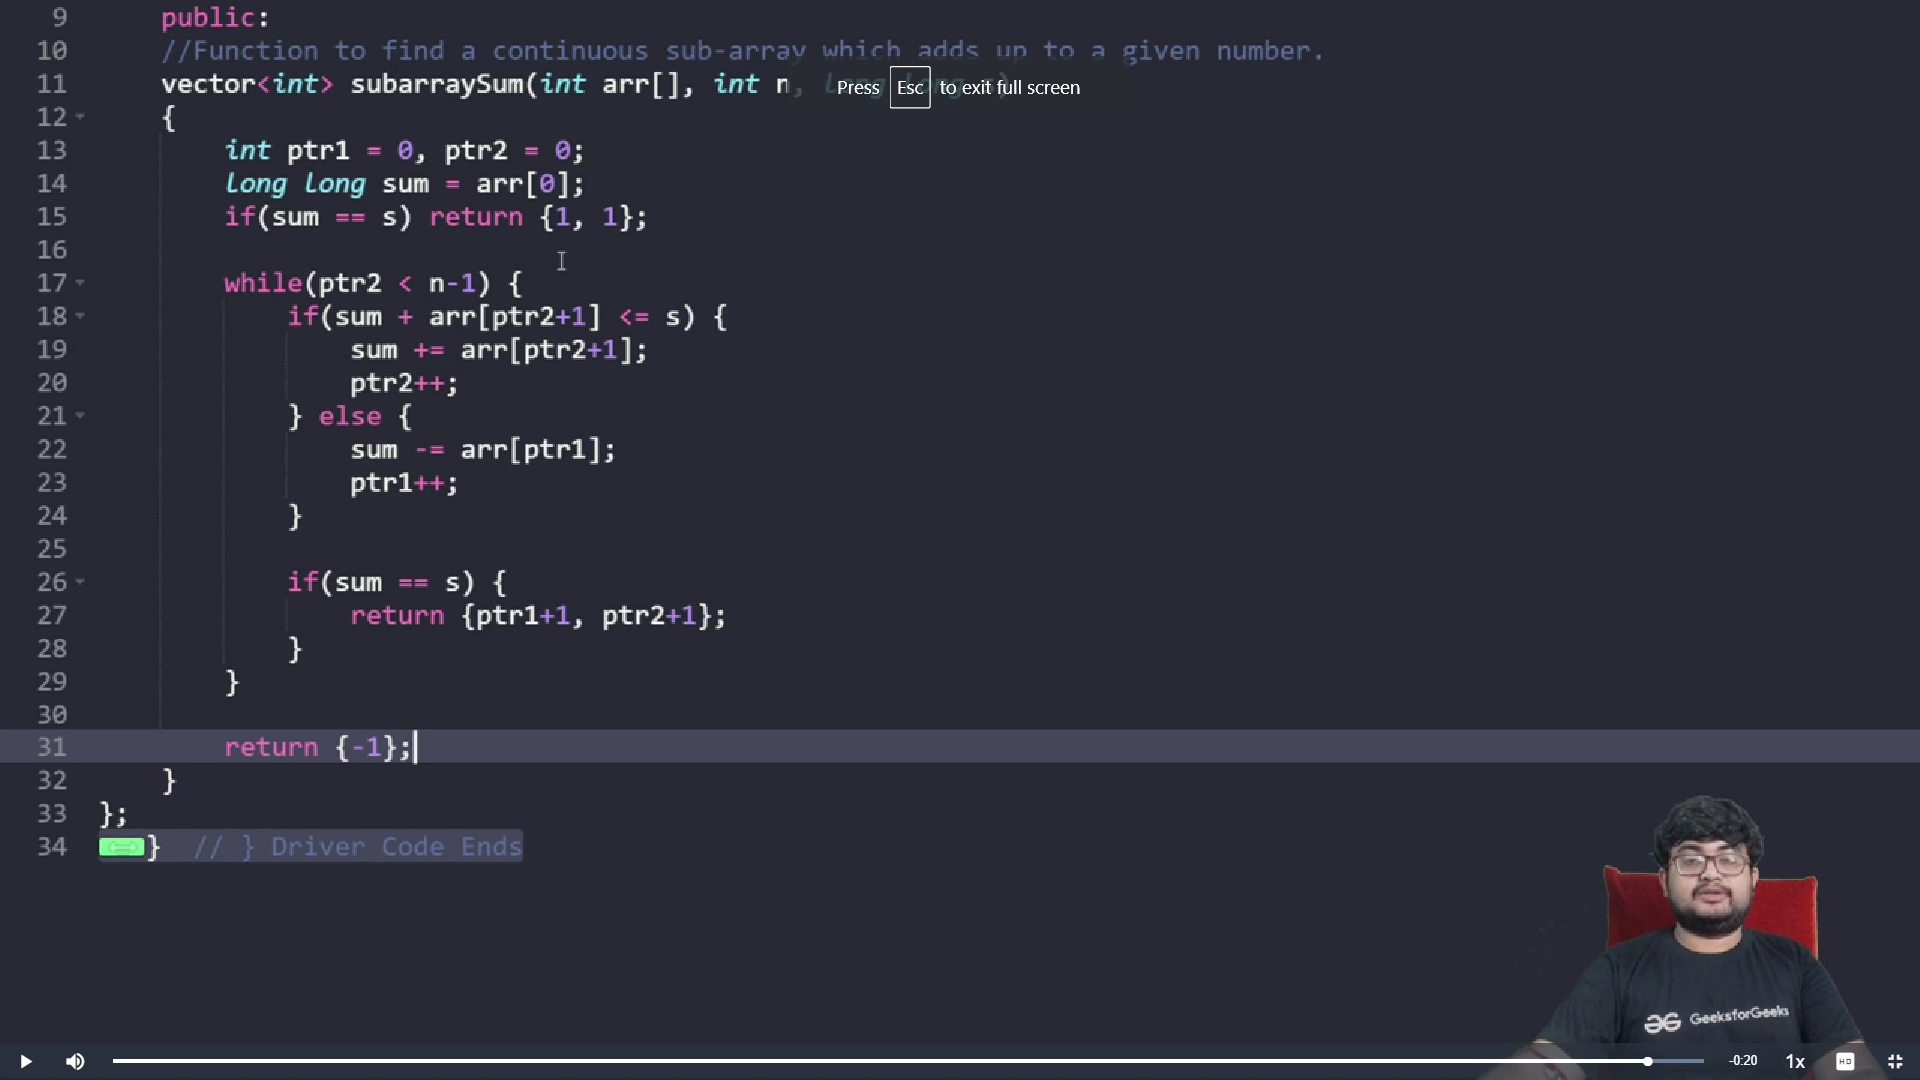 9 public:
10 //Function to find a continuous sub-array which adds up to a given number.
11 vector<int> subarraySum(int arr[], int n, long long s)
Press Esc to exit full screen
12 {
13 int ptr1 = 0, ptr2 = 0;
14 long long sum = arr[0];
15 if(sum == s) return {1, 1};
16
17 while(ptr2 < n-1) {
18 if(sum + arr[ptr2+1] <= s) {
19 sum += arr[ptr2+1];
20 ptr2++;
21 } else {
22 sum -= arr[ptr1];
23 ptr1++;
24 }
25
26 if(sum == s) {
27 return {ptr1+1, ptr2+1};
28 }
29 }
30
31 return {-1};
32 }
33 };
34 } // } Driver Code Ends
GeeksforGeeks
-0:20 1x HD